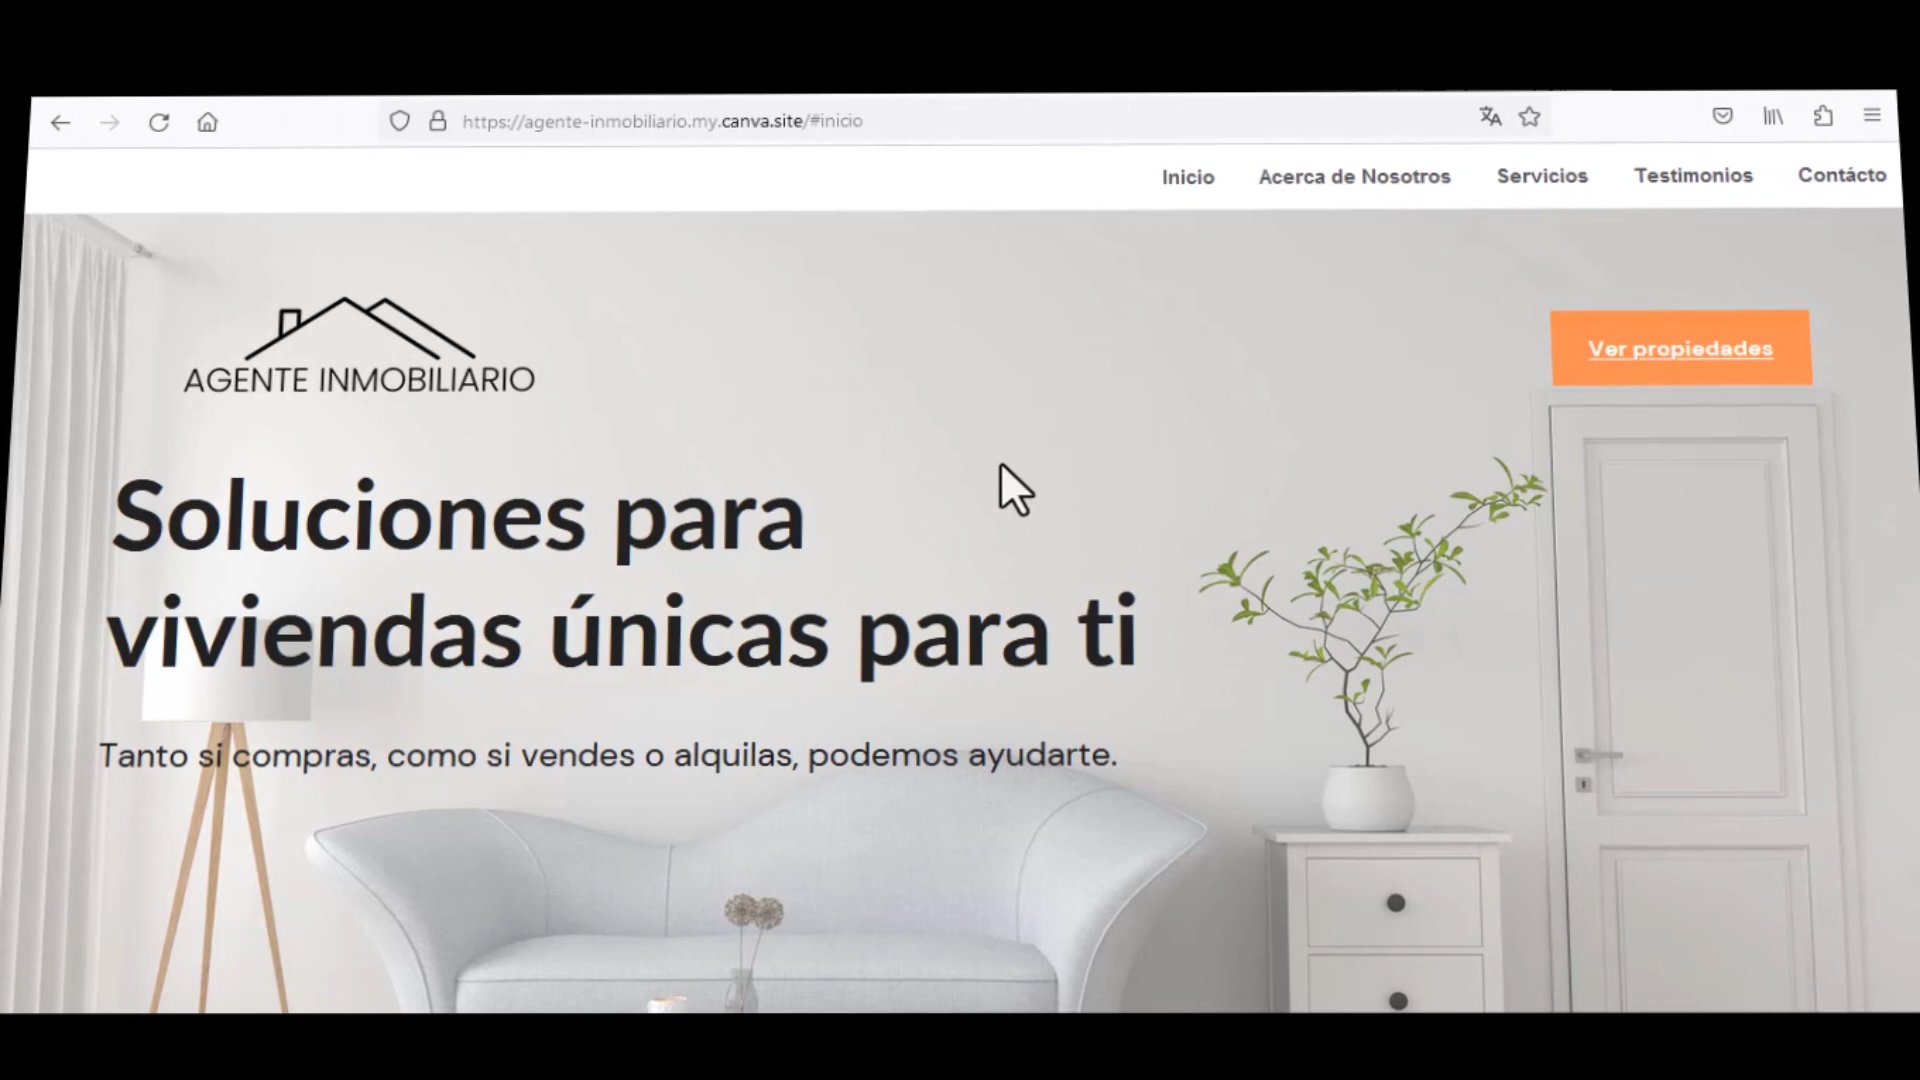 https://agente-inmobiliario.my.canva.site/#inicio
Inicio Acerca de Nosotros Servicios Testimonios Contácto
AGENTE INMOBILIARIO
Ver propiedades
Soluciones para
viviendas únicas para ti
Tanto si compras, como si vendes o alquilas, podemos ayudarte.